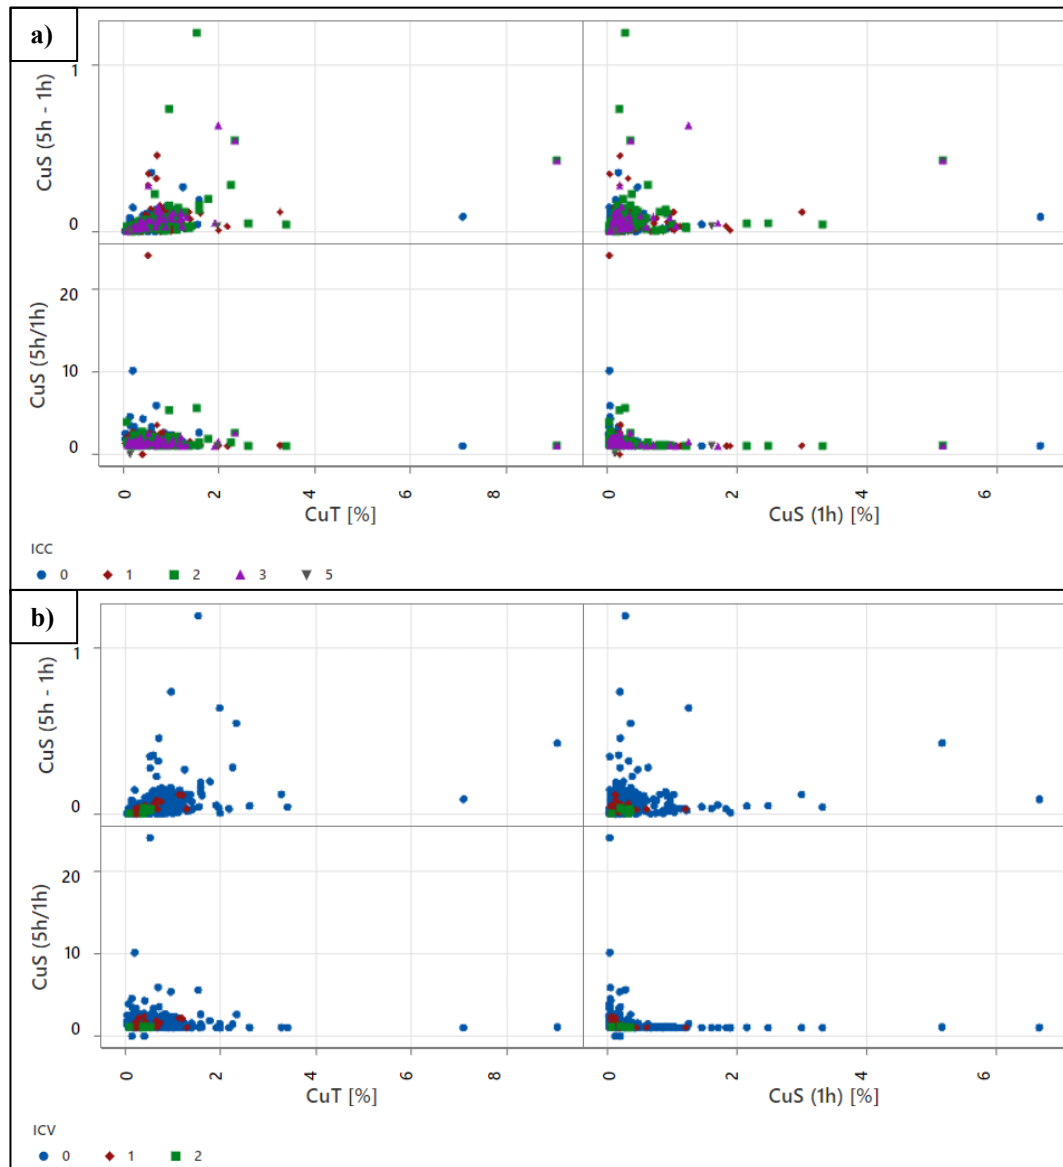 a)
CuS (5h - 1h)
1
0
CuS (5h/1h)
20
10
0
0 2 4 6 8 0 2 4 6
CuT [%] CuS (1h) [%]
ICC
0 1 2 3 5
b)
CuS (5h - 1h)
1
0
CuS (5h/1h)
20
10
0
0 2 4 6 8 0 2 4 6
CuT [%] CuS (1h) [%]
ICV
0 1 2